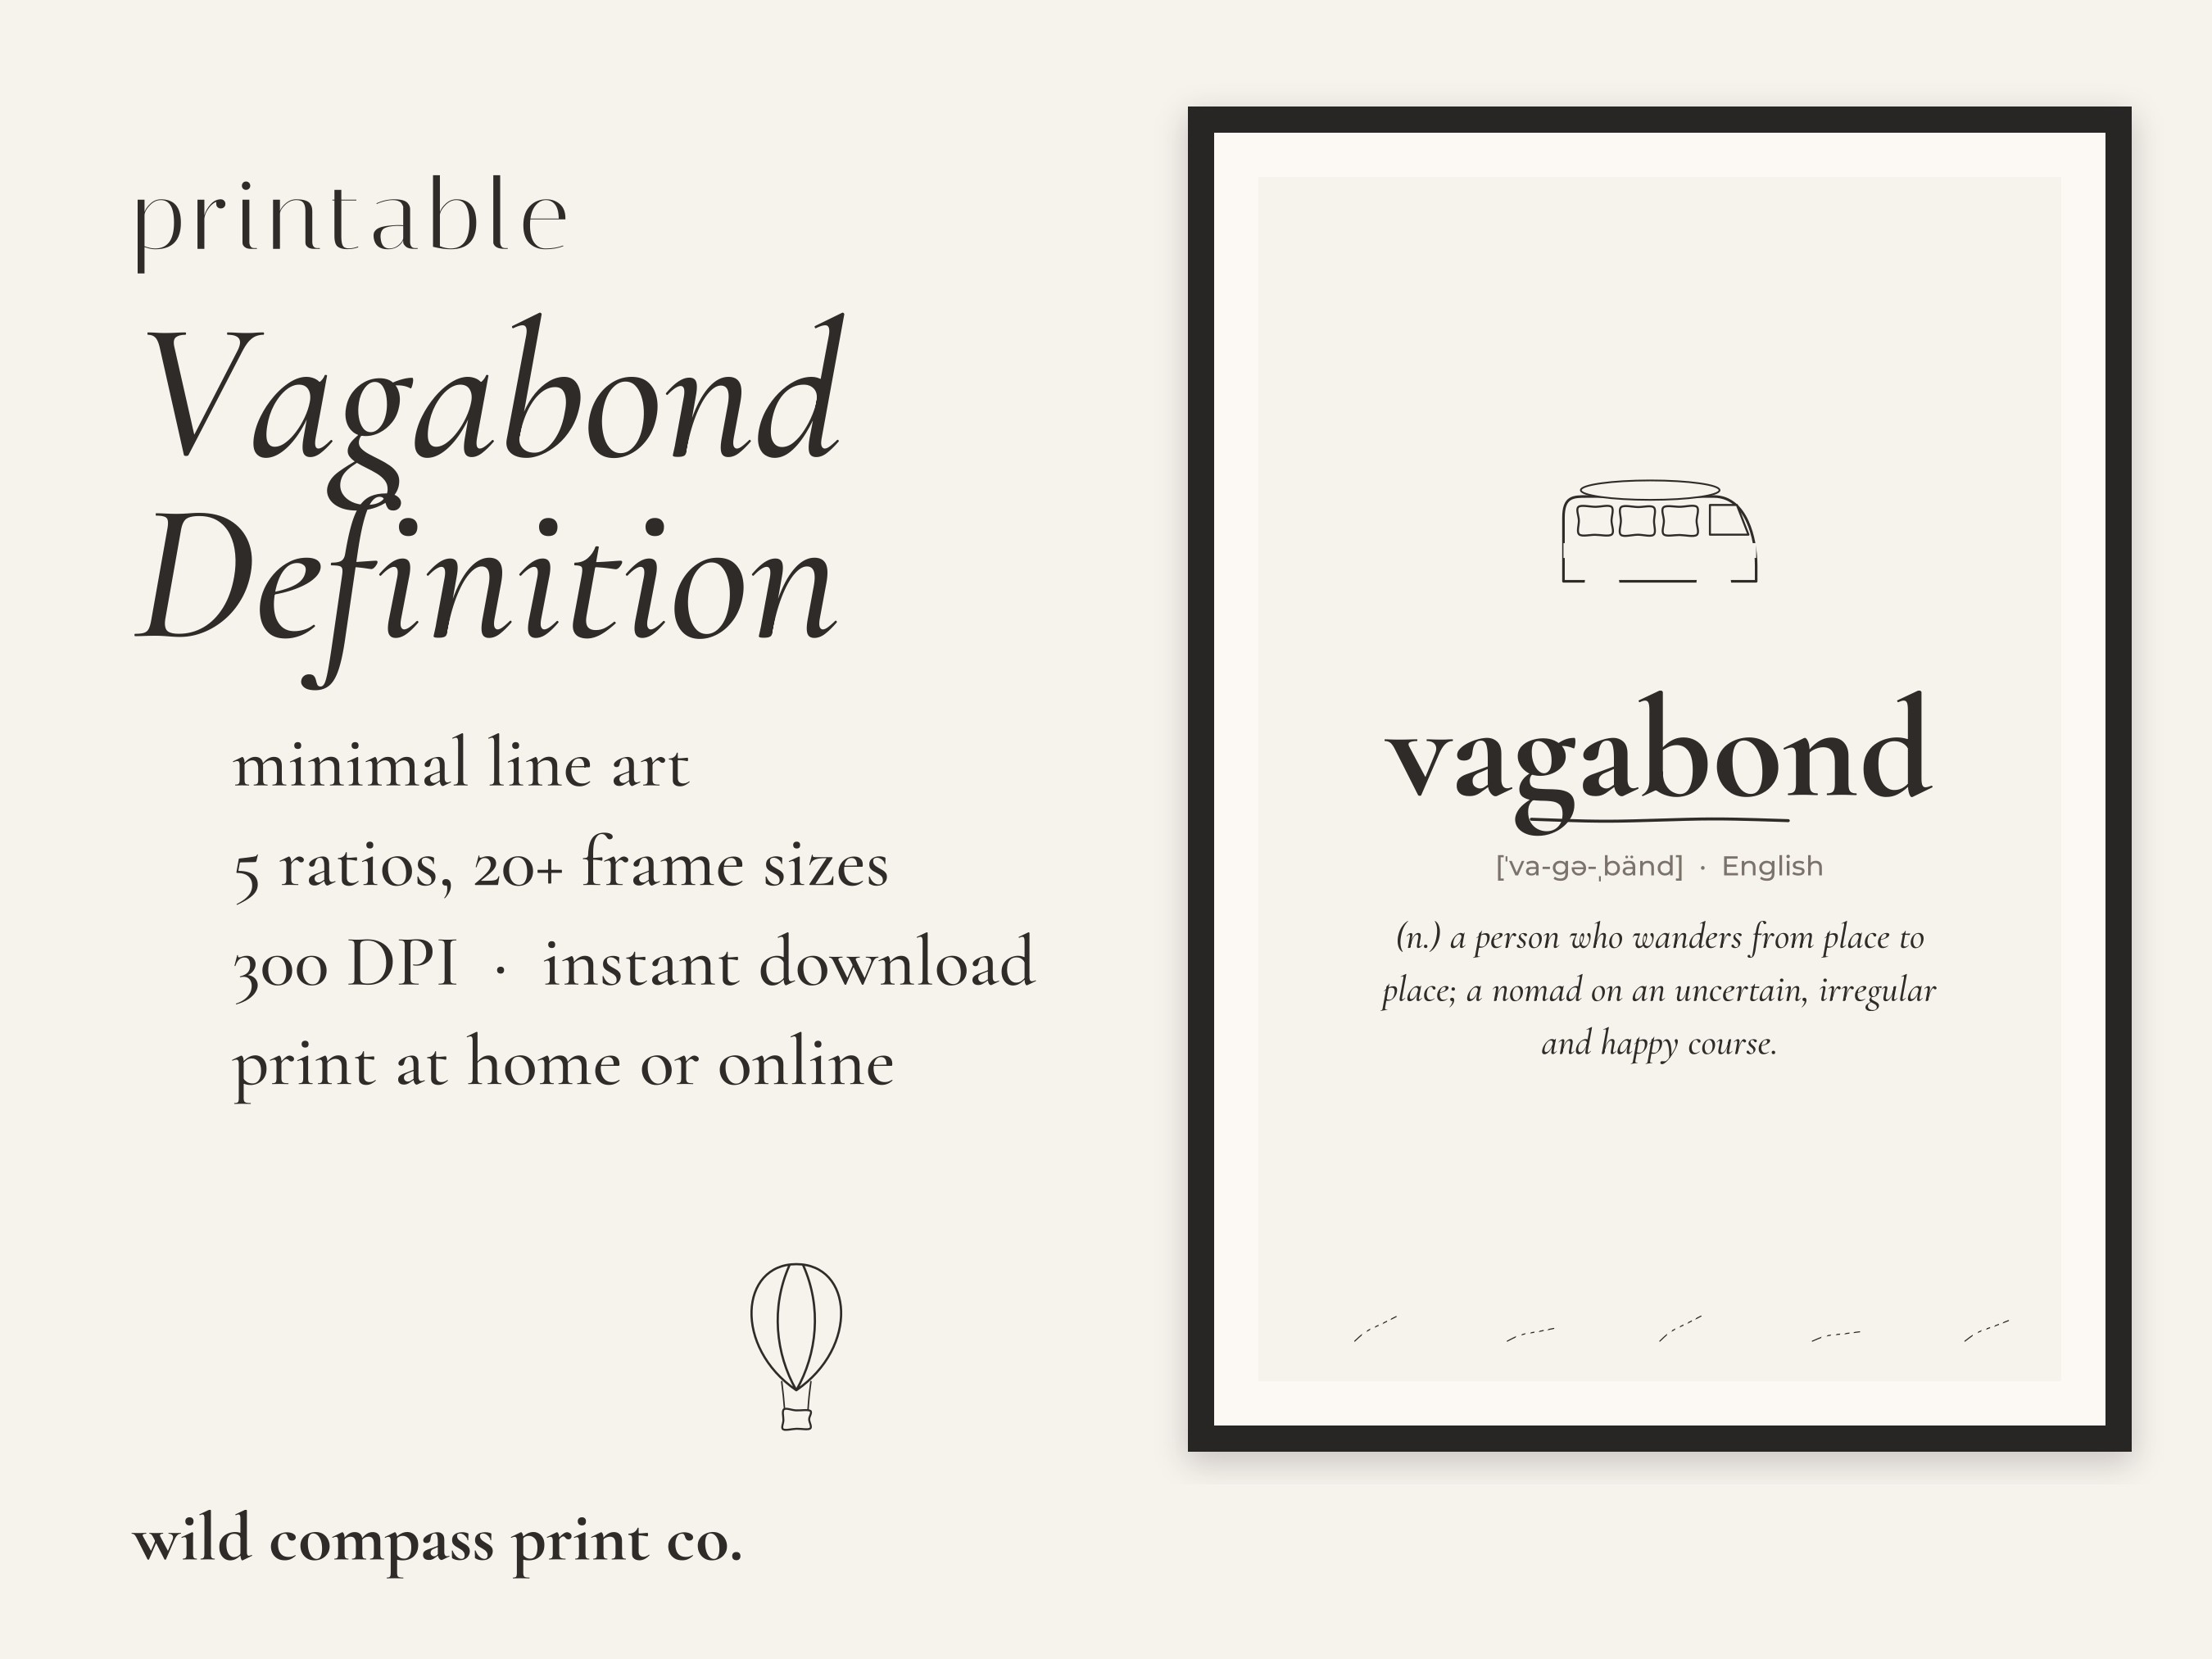 printable
Vagabond
Definition
minimal line art
5 ratios, 20+ frame sizes
300 DPI · instant download
print at home or online
wild compass print co.
vagabond
[ˈva-gə-ˌbänd] · English
(n.) a person who wanders from place to
place; a nomad on an uncertain, irregular
and happy course.